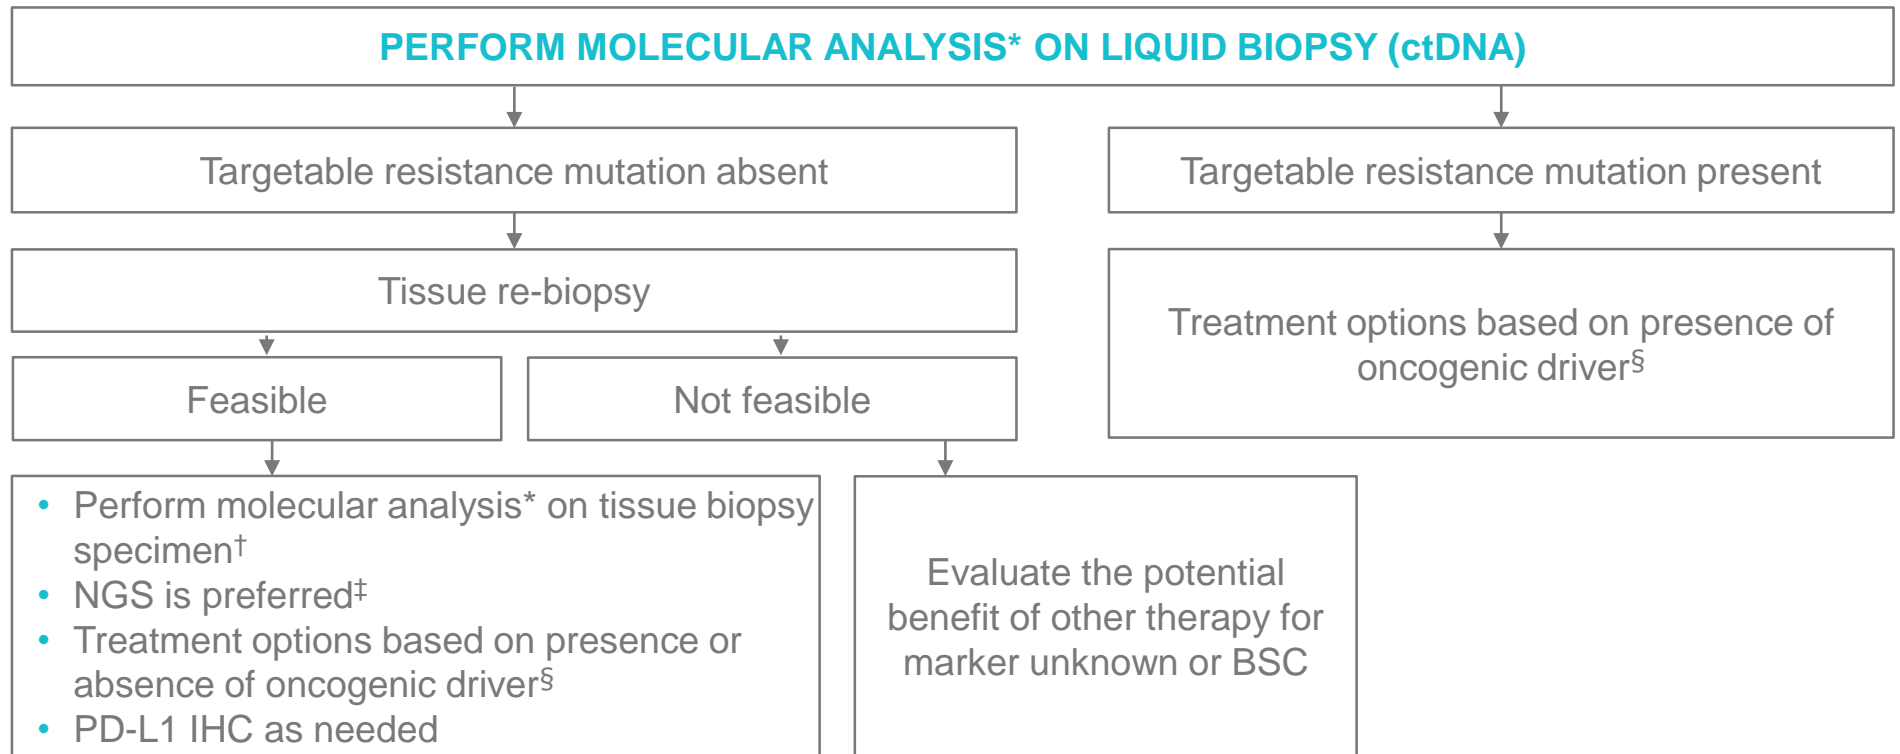 PERFORM MOLECULAR ANALYSIS* ON LIQUID BIOPSY (ctDNA)
Targetable resistance mutation absent
Targetable resistance mutation present
Tissue re-biopsy
Treatment options based on presence of
oncogenic driver§
Feasible
Not feasible
• Perform molecular analysis* on tissue biopsy
specimen†
• NGS is preferred‡
• Treatment options based on presence or
absence of oncogenic driver§
• PD-L1 IHC as needed
Evaluate the potential
benefit of other therapy for
marker unknown or BSC